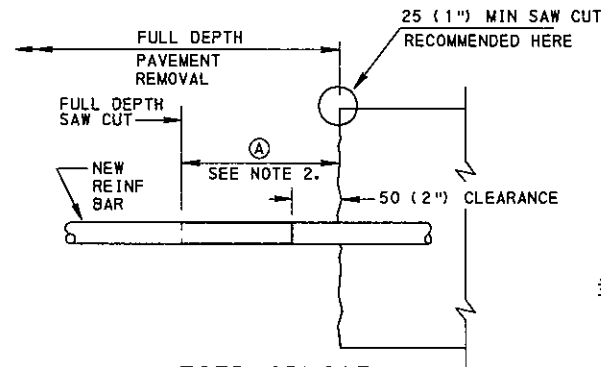 25 (1") MIN SAW CUT
RECOMMENDED HERE
FULL DEPTH
PAVEMENT
REMOVAL
FULL DEPTH
SAW CUT
A
SEE NOTE 2.
NEW
REINF
BAR
50 (2") CLEARANCE